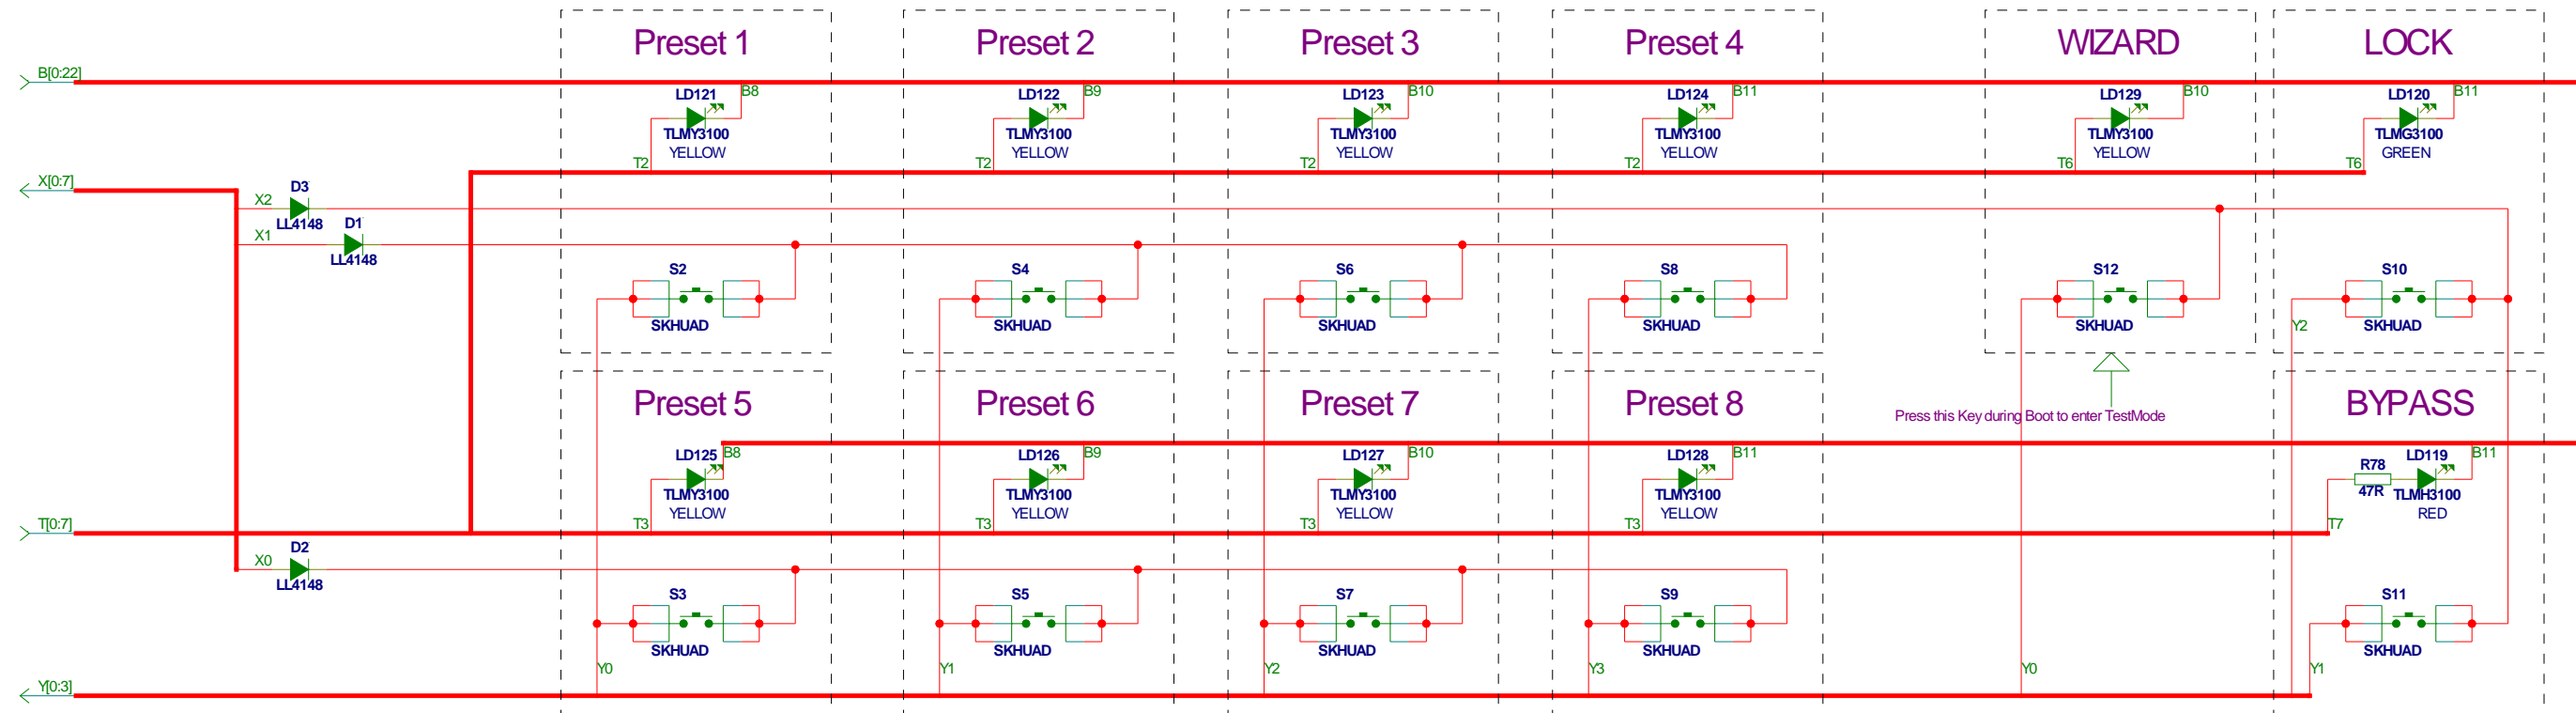 Preset 1
Preset 2
Preset 3
Preset 4
WIZARD
LOCK
B[0:22]
LD121
B8
LD122
B9
LD123
B10
LD124
B11
LD129
B10
LD120
B11
TLMY3100
TLMY3100
TLMY3100
TLMY3100
TLMY3100
TLMG3100
YELLOW
YELLOW
YELLOW
YELLOW
YELLOW
GREEN
T2
T2
T2
T2
T6
T6
X[0:7]
D3
X2
LL4148
D1
X1
LL4148
S2
S4
S6
S8
S12
S10
SKHUAD
SKHUAD
SKHUAD
SKHUAD
SKHUAD
SKHUAD
Y2
Preset 5
Preset 6
Preset 7
Preset 8
BYPASS
Press this Key during Boot to enter TestMode
LD125
B8
LD126
B9
LD127
B10
LD128
B11
R78
LD119
B11
TLMY3100
TLMY3100
TLMY3100
TLMY3100
47R
TLMH3100
YELLOW
YELLOW
YELLOW
YELLOW
RED
T[0:7]
T3
T3
T3
T3
T7
D2
X0
LL4148
S3
S5
S7
S9
S11
SKHUAD
SKHUAD
SKHUAD
SKHUAD
SKHUAD
Y0
Y1
Y2
Y3
Y0
Y1
Y[0:3]